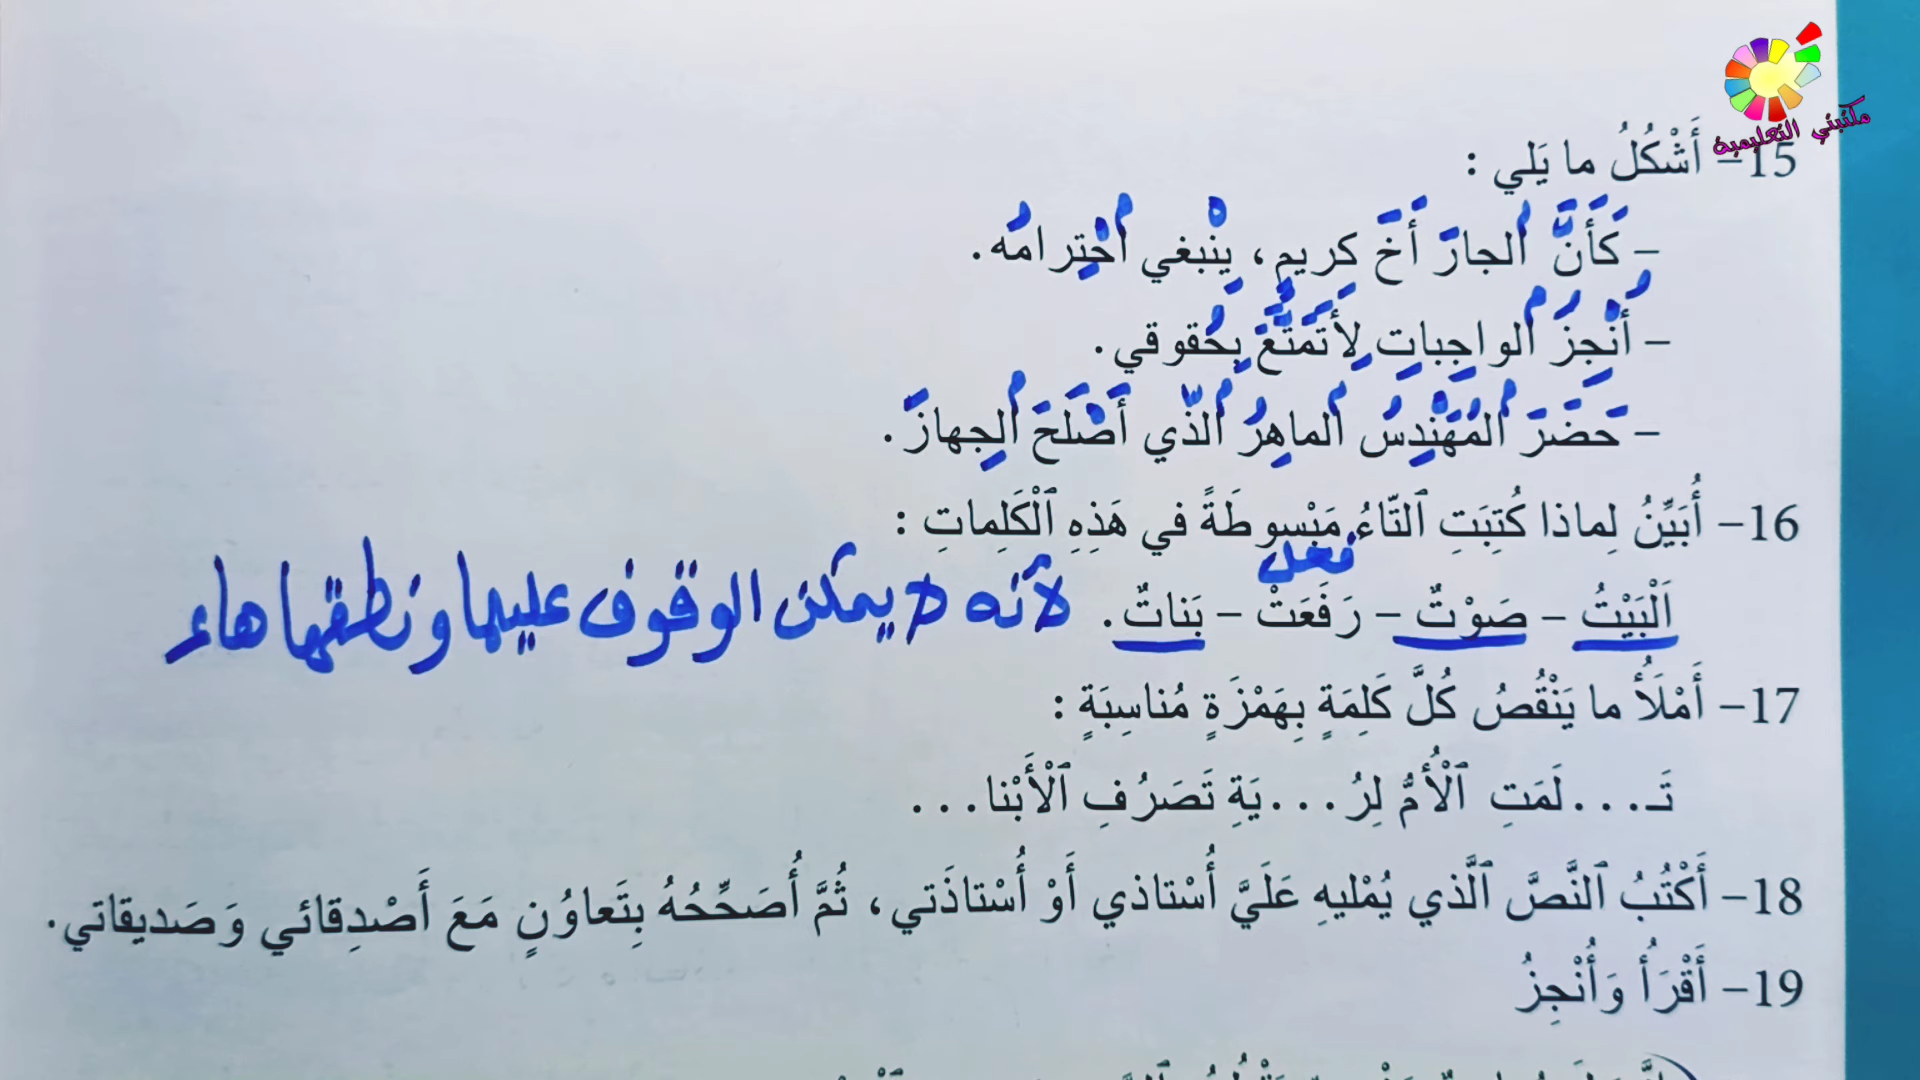 مكتبتي التعليمية
15- أَشْكُلُ ما يَلي :
- كَأَنَّ الجارَ أَخَ كريمِ، يِنْبغي احْتِرامُه.
- أُنْجِزُ الواجِباتِ لِأَتَمَتَّعَ بِحُقوقي.
- حَضَرَ المُهَنْدِسُ الماهِرُ الّذي أَصْلَحَ الجِهازَ.
16- أُبَيِّنُ لِماذا كُتِبَتِ ٱلتّاءُ مَبْسوطَةً في هَذِهِ ٱلْكَلِماتِ :
فعل
اَلْبَيْتُ - صَوْتٌ - رَفَعَتْ - بَناتٌ. لأنه لا يمكن الوقوف عليها ونطقها هاء
17- أَمْلَأُ ما يَنْقُصُ كُلَّ كَلِمَةٍ بِهَمْزَةٍ مُناسِبَةٍ :
تَـ...لَمَتِ ٱلْأُمُّ لِرُ...يَةِ تَصَرُفِ ٱلْأَبْنا...
18- أَكْتُبُ ٱلنَّصَّ ٱلَّذي يُمْليهِ عَلَيَّ أُسْتاذي أَوْ أُسْتاذَتي، ثُمَّ أُصَحِّحُهُ بِتَعاوُنٍ مَعَ أَصْدِقائي وَصَديقاتي.
19- أَقْرَأُ وَأُنْجِزُ